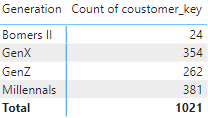 Generation Count of coustomer_key
Bomers II 24
GenX 354
GenZ 262
Millennals 381
Total 1021